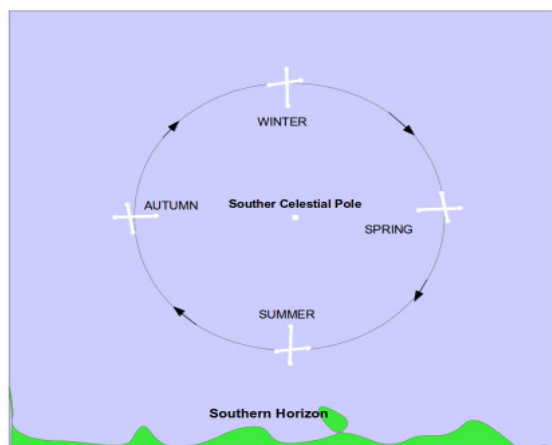 WINTER
AUTUMN
Souther Celestial Pole
SPRING
SUMMER
Southern Horizon